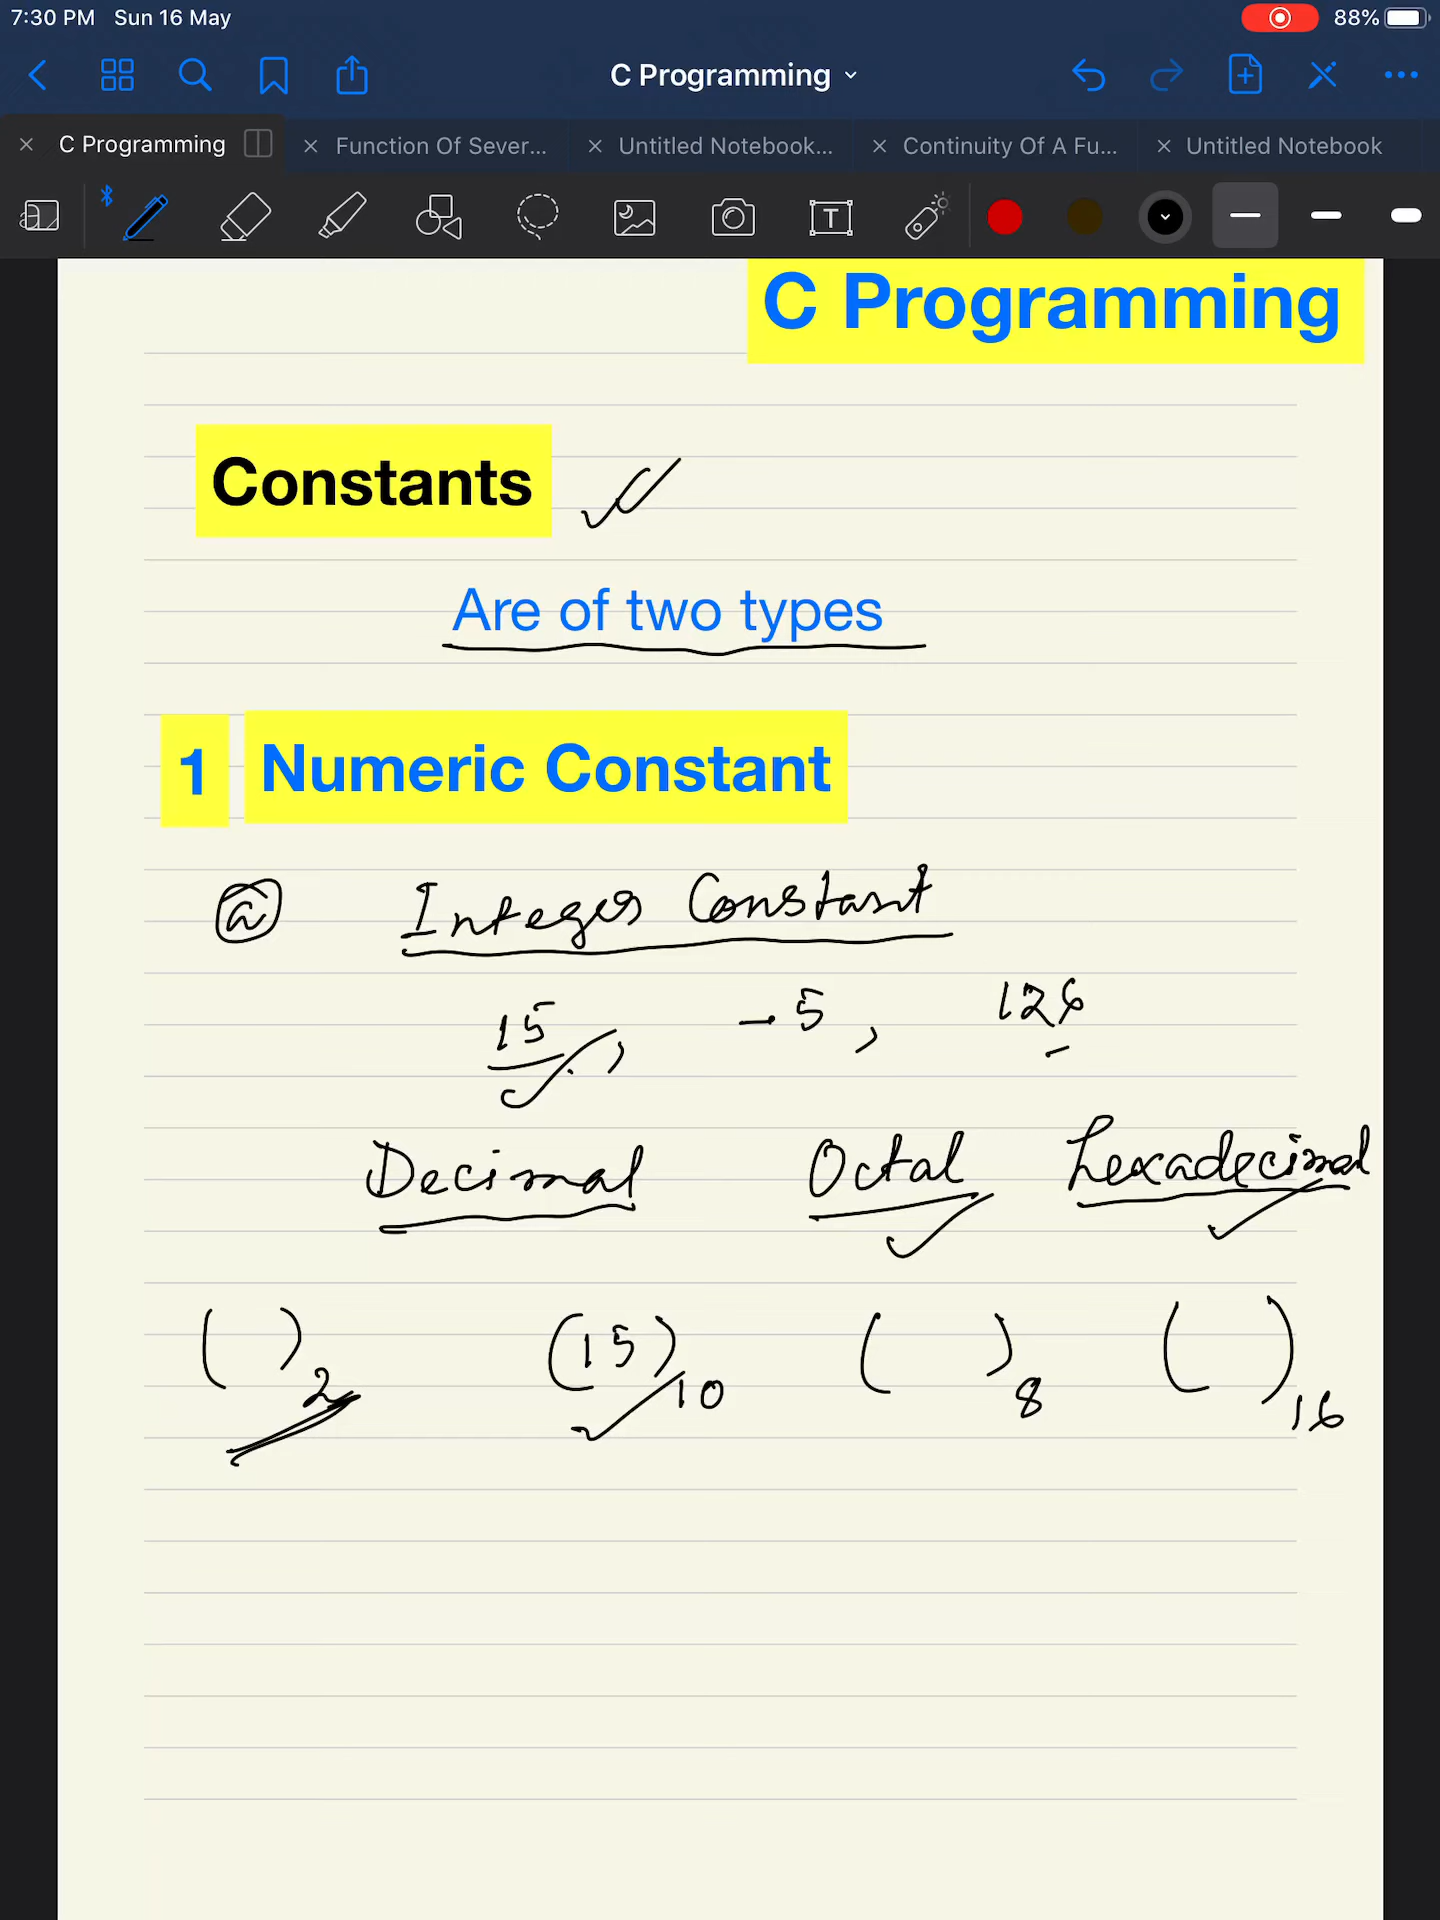 7:30 PM Sun 16 May 88%
C Programming
C Programming Function Of Sever... Untitled Notebook... Continuity Of A Fu... Untitled Notebook
C Programming
Constants
Are of two types
1 Numeric Constant
a Integer Constant
15, -5,
Decimal Octal hexadecimal
( )2 (15)10 ( )8 ( )16